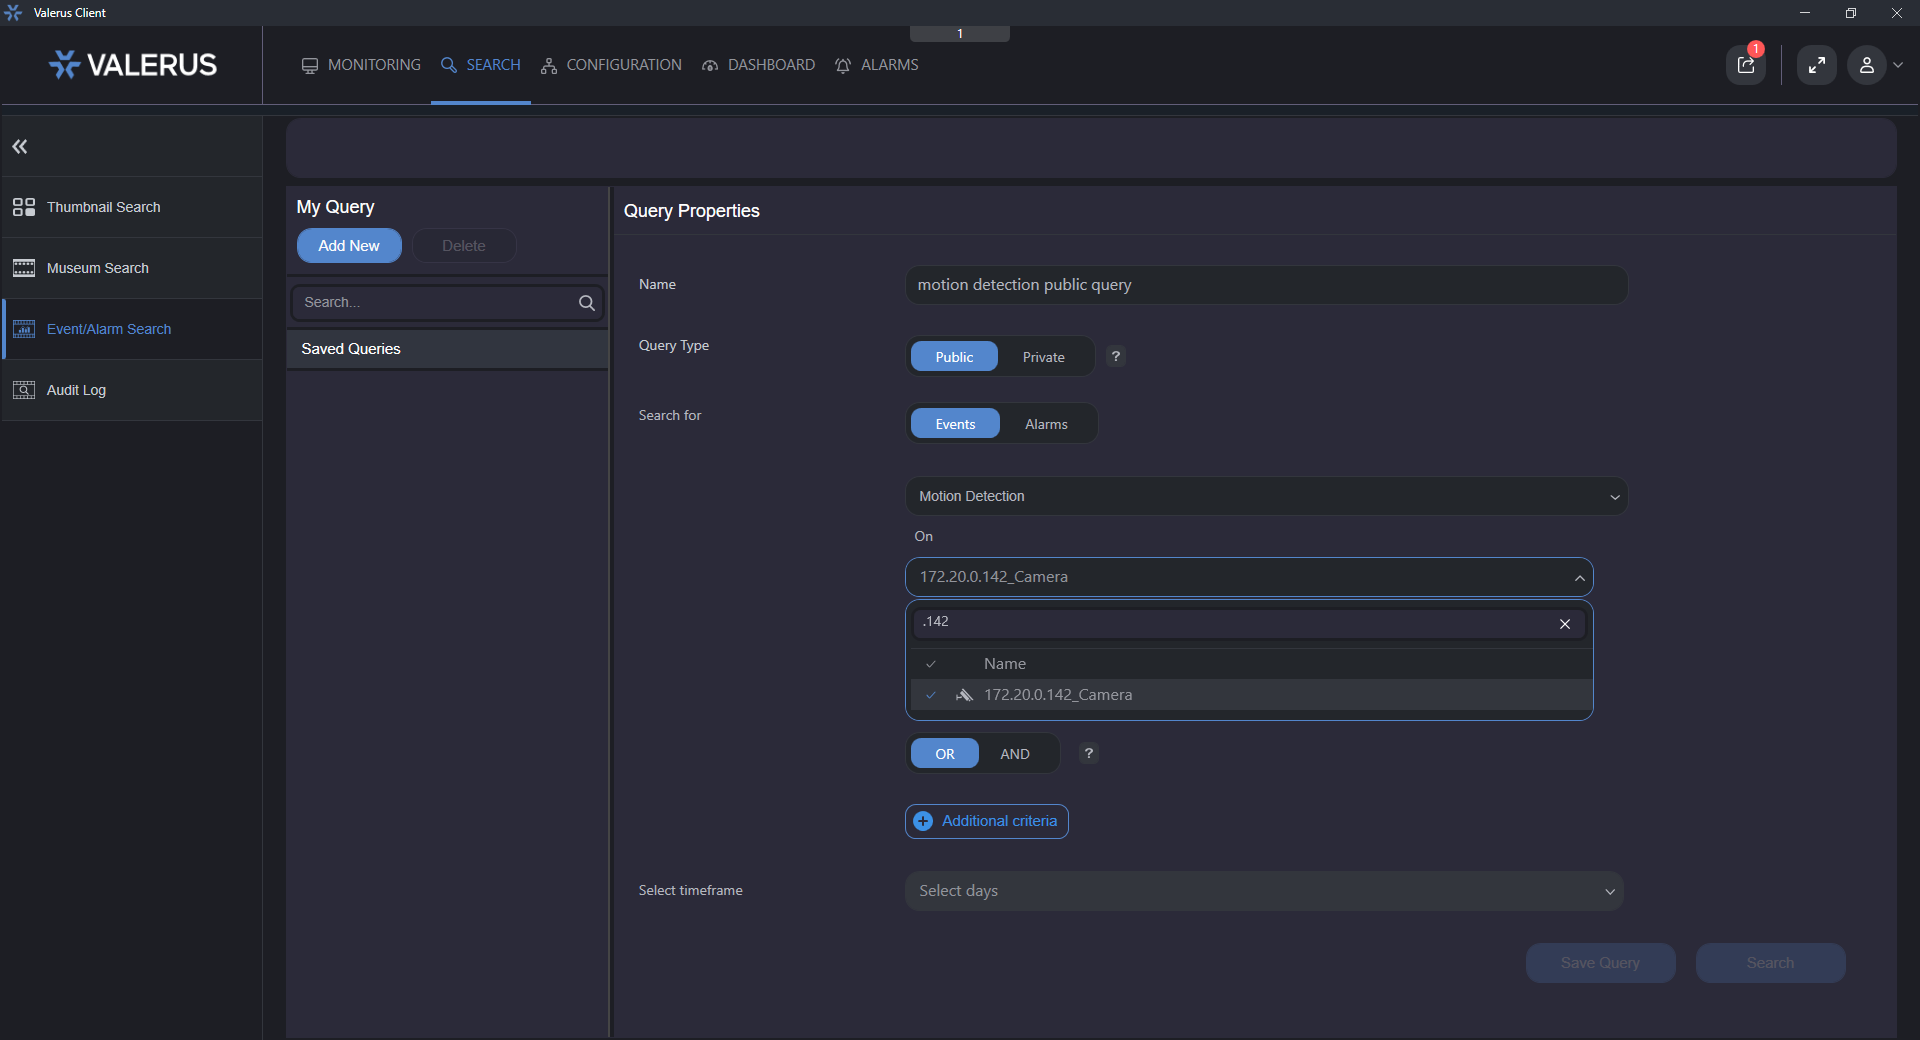 Valerus Client
1
VALERUS
MONITORING
SEARCH
CONFIGURATION
DASHBOARD
ALARMS
1
Thumbnail Search
Museum Search
Event/Alarm Search
Audit Log
My Query
Add New
Delete
Search...
Saved Queries
Query Properties
Name
motion detection public query
Query Type
Public
Private
?
Search for
Events
Alarms
Motion Detection
On
172.20.0.142_Camera
.142
Name
172.20.0.142_Camera
OR
AND
?
Additional criteria
Select timeframe
Select days
Save Query
Search